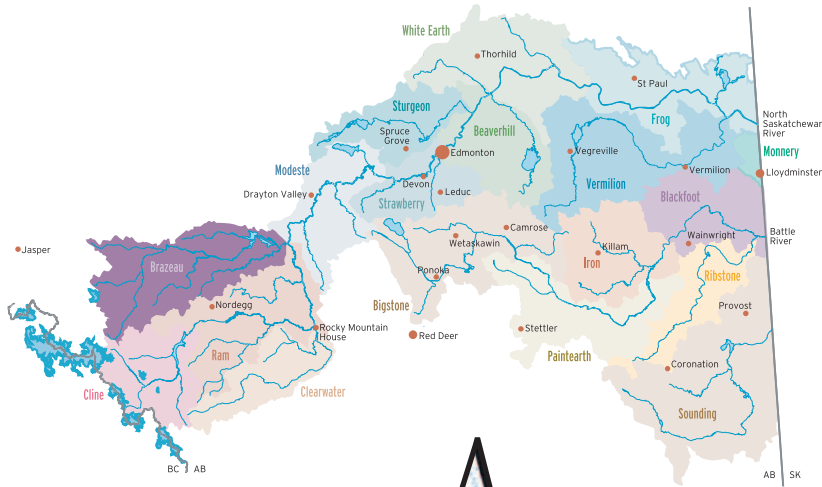 White Earth
Thorhild
St Paul
Sturgeon
Frog
North
Saskatchewan
River
Spruce
Grove
Beaverhill
Edmonton
Vegreville
Monnery
Modeste
Vermilion
Lloydminster
Devon
Vermilion
Drayton Valley
Leduc
Strawberry
Blackfoot
Camrose
Wetaskawin
Wainwright
Battle
River
Jasper
Killam
Brazeau
Iron
Ponoka
Ribstone
Nordegg
Bigstone
Provost
Rocky Mountain
House
Red Deer
Stettler
Ram
Paintearth
Coronation
Cline
Clearwater
Sounding
BC
AB
AB
SK